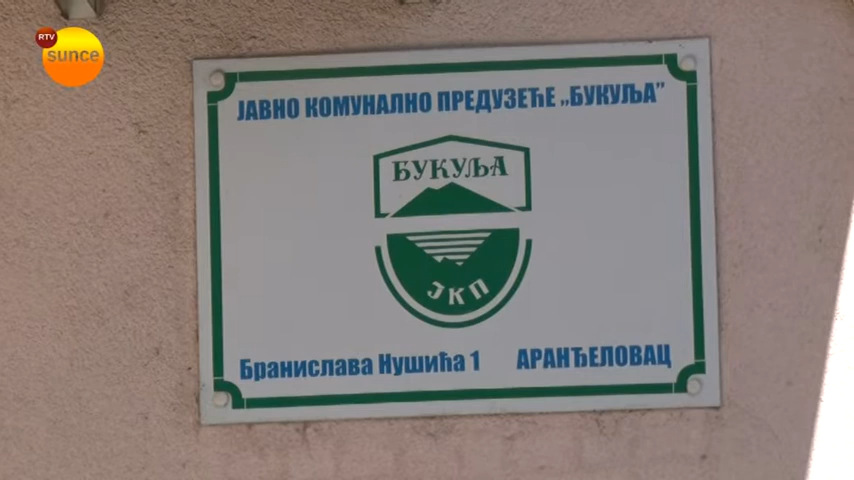 RTV
sunce
ЈАВНО КОМУНАЛНО ПРЕДУЗЕЋЕ „БУКУЉА”
БУКУЉА
ЈКП
Бранислава Нушића 1 АРАНЂЕЛОВАЦ